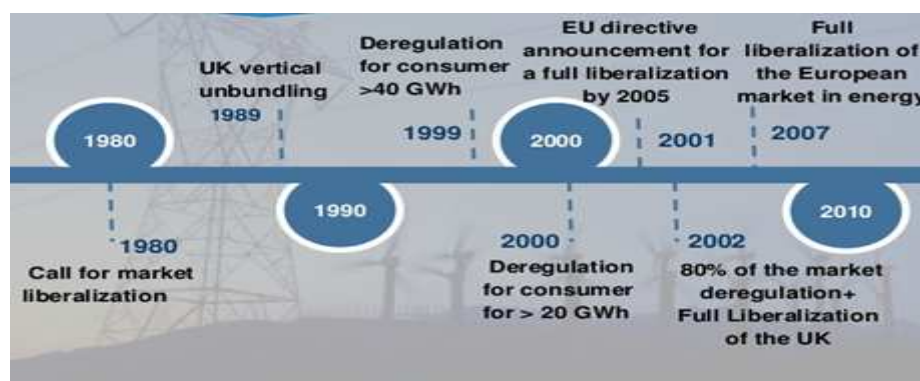 1980
Call for market
liberalization
1980
UK vertical
unbundling
1989
1990
Deregulation
for consumer
>40 GWh
1999
2000
2000
Deregulation
for consumer
for > 20 GWh
EU directive
announcement for
a full liberalization
by 2005
2001
2002
80% of the market
deregulation+
Full Liberalization
of the UK
Full
liberalization of
the European
market in energy
2007
2010